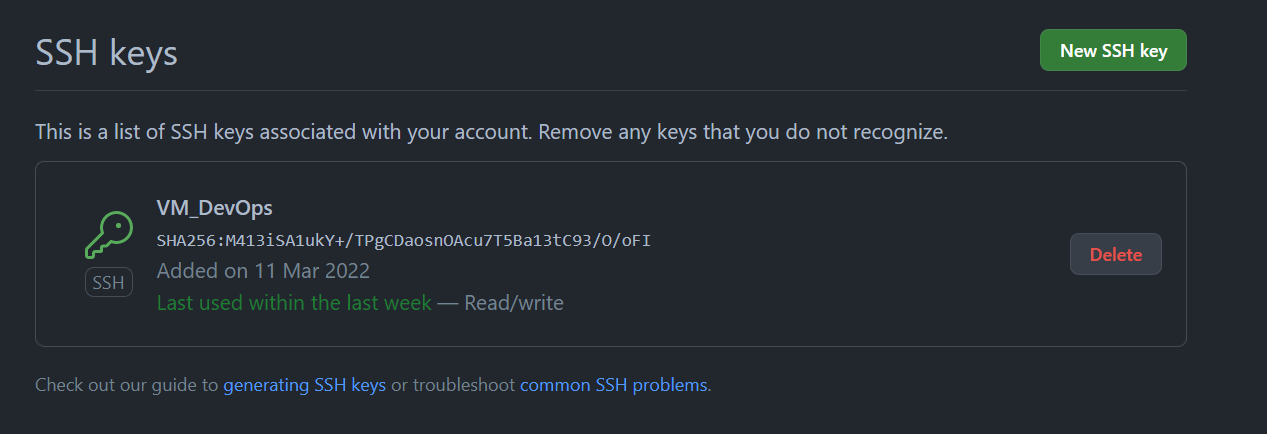 SSH keys
New SSH key
This is a list of SSH keys associated with your account. Remove any keys that you do not recognize.
VM_DevOps
SHA256:M413iSA1ukY+/TPgCDaosnOAcu7T5Ba13tC93/O/oFI
Added on 11 Mar 2022
Last used within the last week — Read/write
SSH
Delete
Check out our guide to generating SSH keys or troubleshoot common SSH problems.